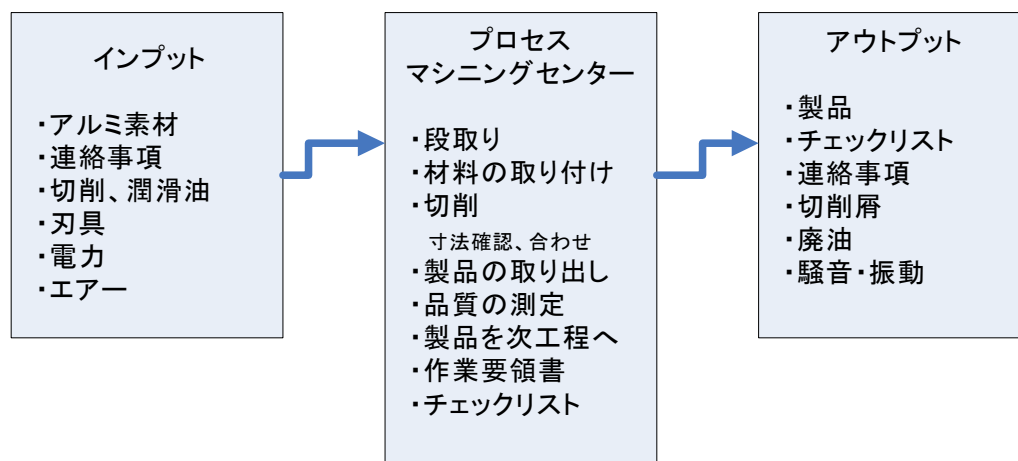 インプット
・アルミ素材
・連絡事項
・切削、潤滑油
・刃具
・電力
・エアー
プロセス
マシニングセンター
・段取り
・材料の取り付け
・切削
寸法確認、合わせ
・製品の取り出し
・品質の測定
・製品を次工程へ
・作業要領書
・チェックリスト
アウトプット
・製品
・チェックリスト
・連絡事項
・切削屑
・廃油
・騒音・振動